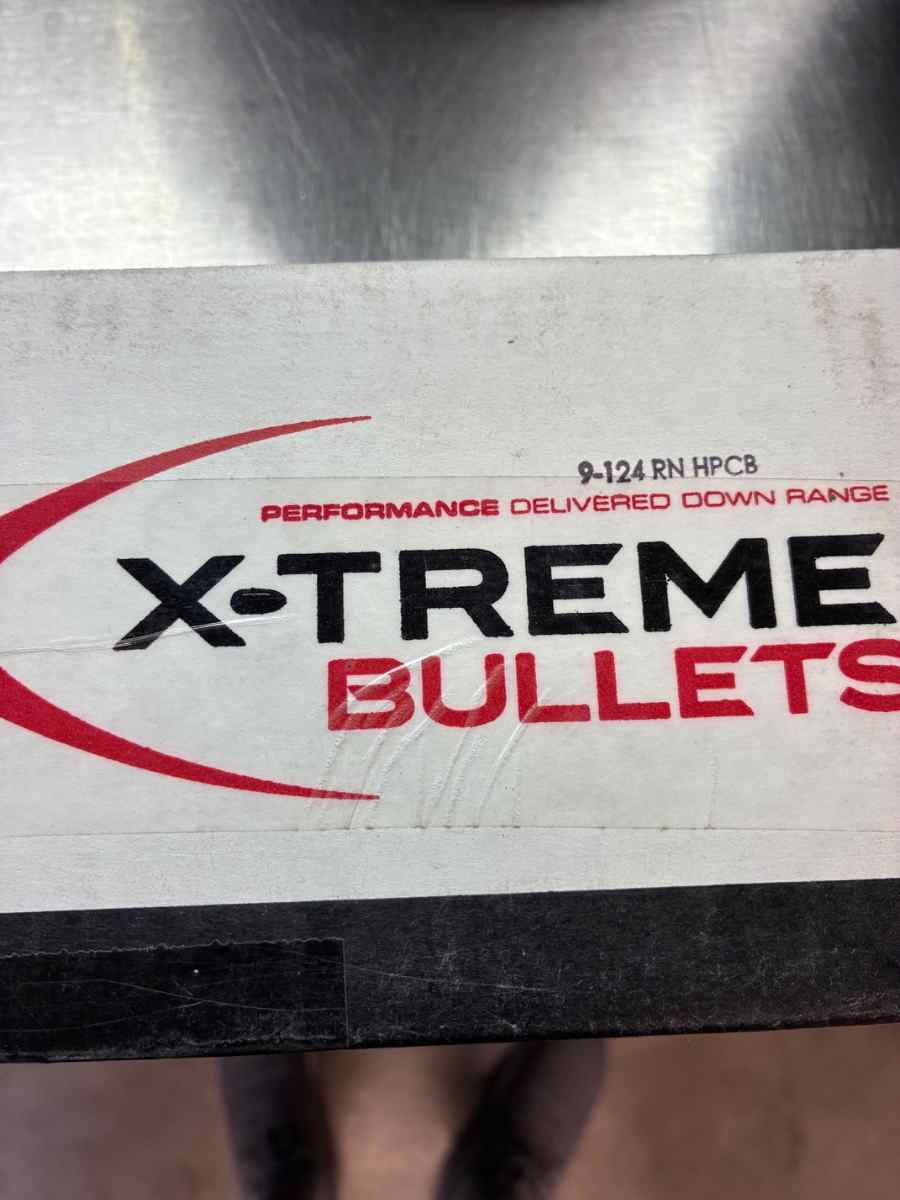 9-124 RN HPCB
PERFORMANCE DELIVERED DOWN RANGE
X-TREME
BULLETS